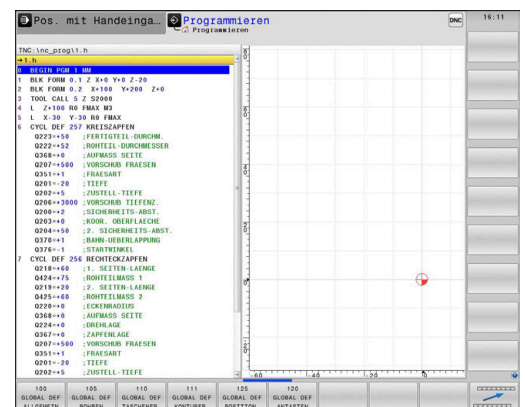 Pos. mit Handeinga... Programmieren
Programmieren
DNC
16:11
TNC:\nc_prog\1.h
→1.h
0 BEGIN PGM 1 MM
1 BLK FORM 0.1 Z X+0 Y+0 Z-20
2 BLK FORM 0.2 X+100 Y+200 Z+0
3 TOOL CALL 5 Z S2000
4 L Z+100 R0 FMAX M3
5 L X-30 Y-30 R0 FMAX
6 CYCL DEF 257 KREISZAPFEN
Q223=+50 ;FERTIGTEIL-DURCHM.
Q222=+52 ;ROHTEIL-DURCHMESSER
Q368=+0 ;AUFMASS SEITE
Q207=+500 ;VORSCHUB FRAESEN
Q351=+1 ;FRAESART
Q201=-20 ;TIEFE
Q202=+5 ;ZUSTELL-TIEFE
Q206=+3000 ;VORSCHUB TIEFENZ.
Q200=+2 ;SICHERHEITS-ABST.
Q203=+0 ;KOOR. OBERFLAECHE
Q204=+50 ;2. SICHERHEITS-ABST.
Q370=+1 ;BAHN-UEBERLAPPUNG
Q376=-1 ;STARTWINKEL
7 CYCL DEF 256 RECHTECKZAPFEN
Q218=+60 ;1. SEITEN-LAENGE
Q424=+75 ;ROHTEILMASS 1
Q219=+20 ;2. SEITEN-LAENGE
Q425=+60 ;ROHTEILMASS 2
Q220=+0 ;ECKENRADIUS
Q368=+0 ;AUFMASS SEITE
Q224=+0 ;DREHLAGE
Q367=+0 ;ZAPFENLAGE
Q207=+500 ;VORSCHUB FRAESEN
Q351=+1 ;FRAESART
Q201=-20 ;TIEFE
Q202=+5 ;ZUSTELL-TIEFE
-60 -40 -20 0
100 105 110 111 125 120
GLOBAL DEF GLOBAL DEF GLOBAL DEF GLOBAL DEF GLOBAL DEF GLOBAL DEF
ALLGEMEIN BOHREN TASCHENFR. KONTURFR. POSITION. ANTASTEN